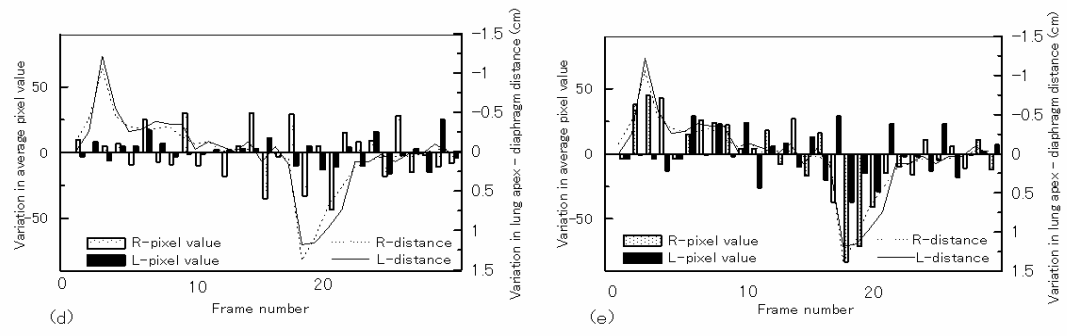 Variation in average pixel value
50
0
-50
-1.5
-1
-0.5
0
0.5
1
1.5
Variation in lung apex - diaphragm distance (cm)
R-pixel value
L-pixel value
R-distance
L-distance
0
10
20
Frame number
(d)
Variation in average pixel value
50
0
-50
-1.5
-1
-0.5
0
0.5
1
1.5
Variation in lung apex - diaphragm distance (cm)
R-pixel value
L-pixel value
R-distance
L-distance
0
10
20
Frame number
(e)